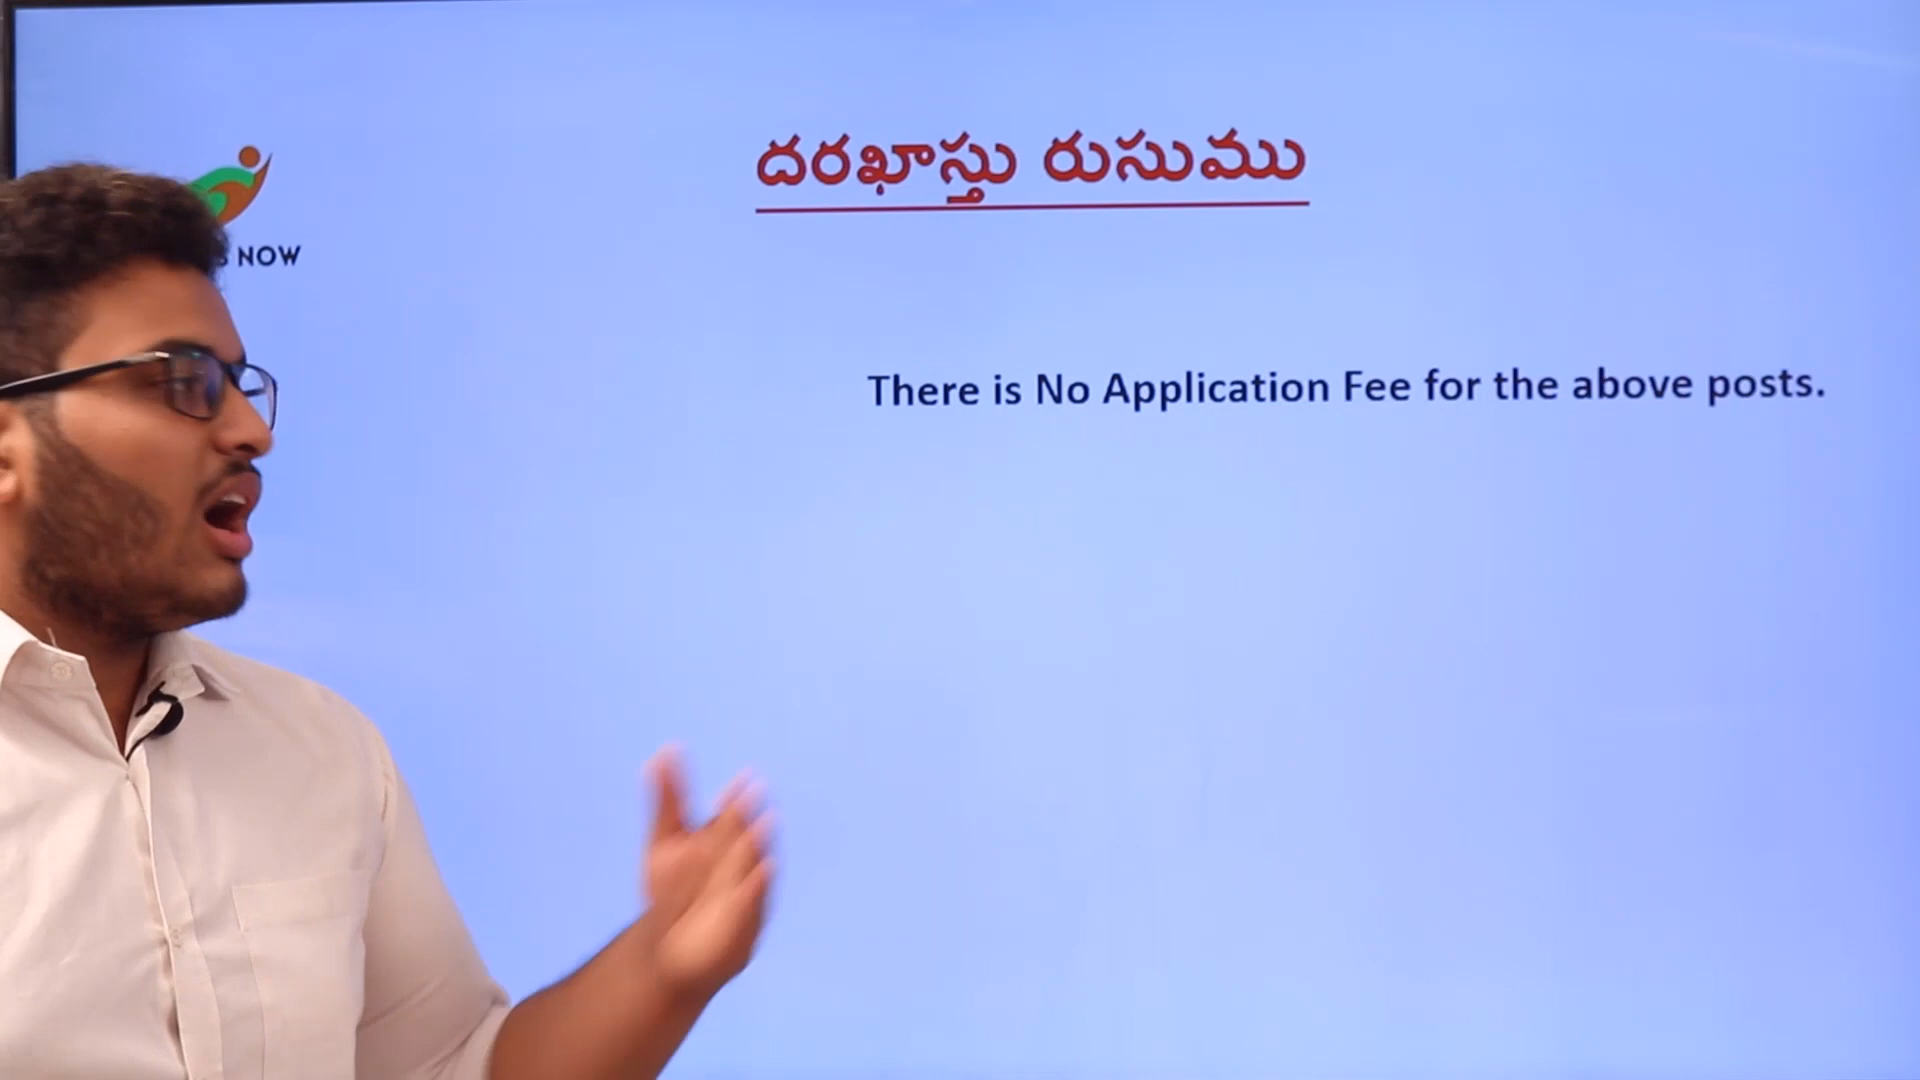 దరఖాస్తు రుసుము
NOW
There is No Application Fee for the above posts.